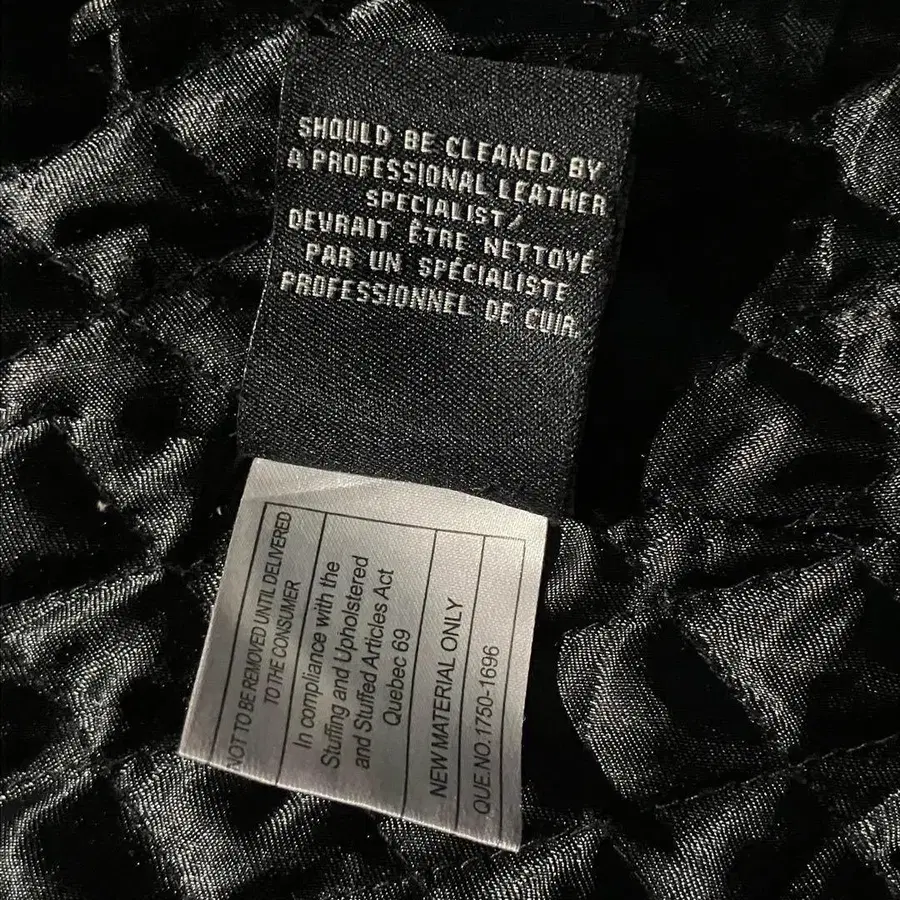 SHOULD BE CLEANED BY
A PROFESSIONAL LEATHER
SPECIALIST/
DEVRAIT ÊTRE NETTOYÉ
PAR UN SPÉCIALISTE
PROFESSIONNEL DE CUIR.
NOT TO BE REMOVED UNTIL DELIVERED
TO THE CONSUMER
In compliance with the
Stuffing and Upholstered
and Stuffed Articles Act
Quebec 69
NEW MATERIAL ONLY
QUE.NO.1750-1696